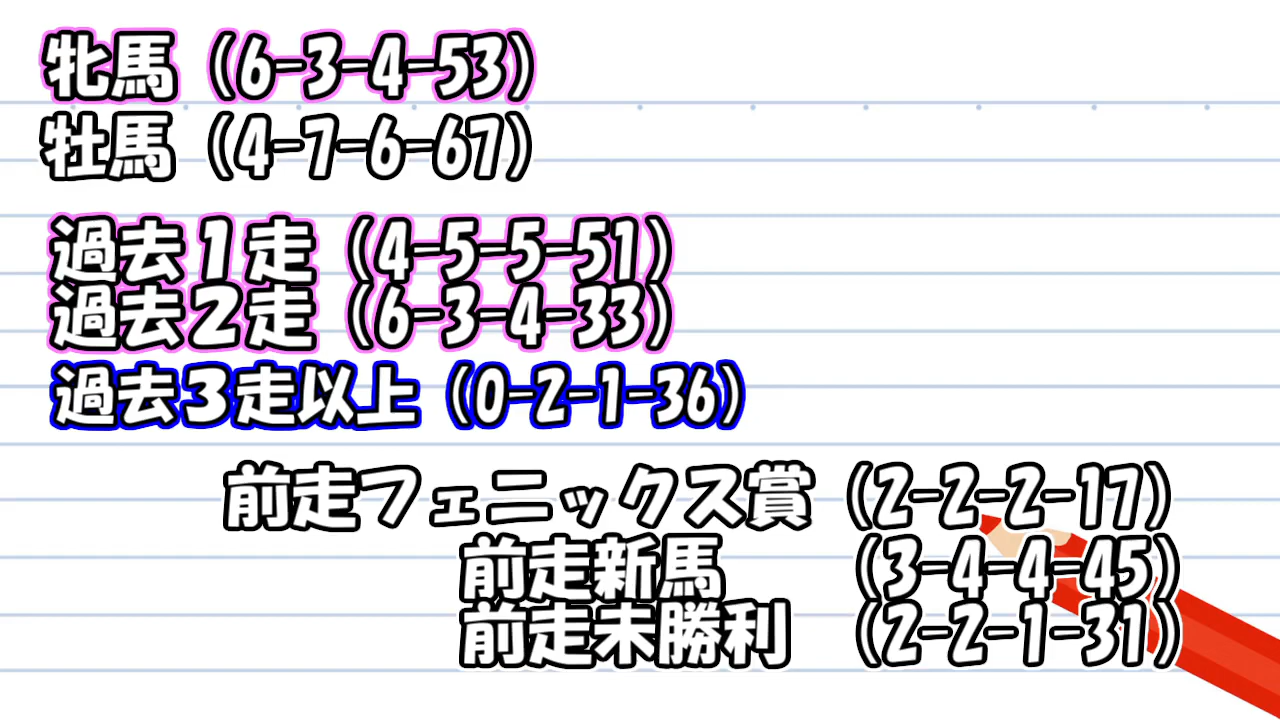 牝馬（6-3-4-53）
牡馬（4-7-6-67）
過去１走（4-5-5-51）
過去２走（6-3-4-33）
過去３走以上（0-2-1-36）
前走フェニックス賞（2-2-2-17）
前走新馬（3-4-4-45）
前走未勝利（2-2-1-31）